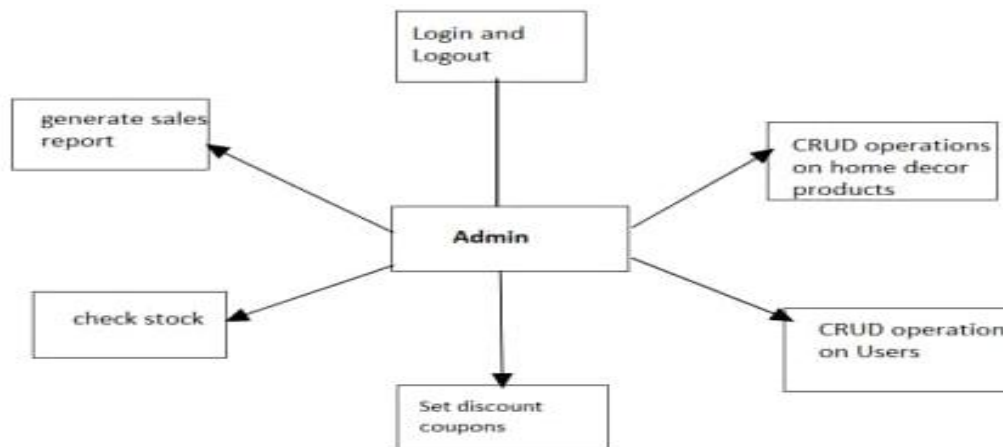 Login and
Logout
generate sales
report
CRUD operations
on home decor
products
Admin
check stock
CRUD operation
on Users
Set discount
coupons